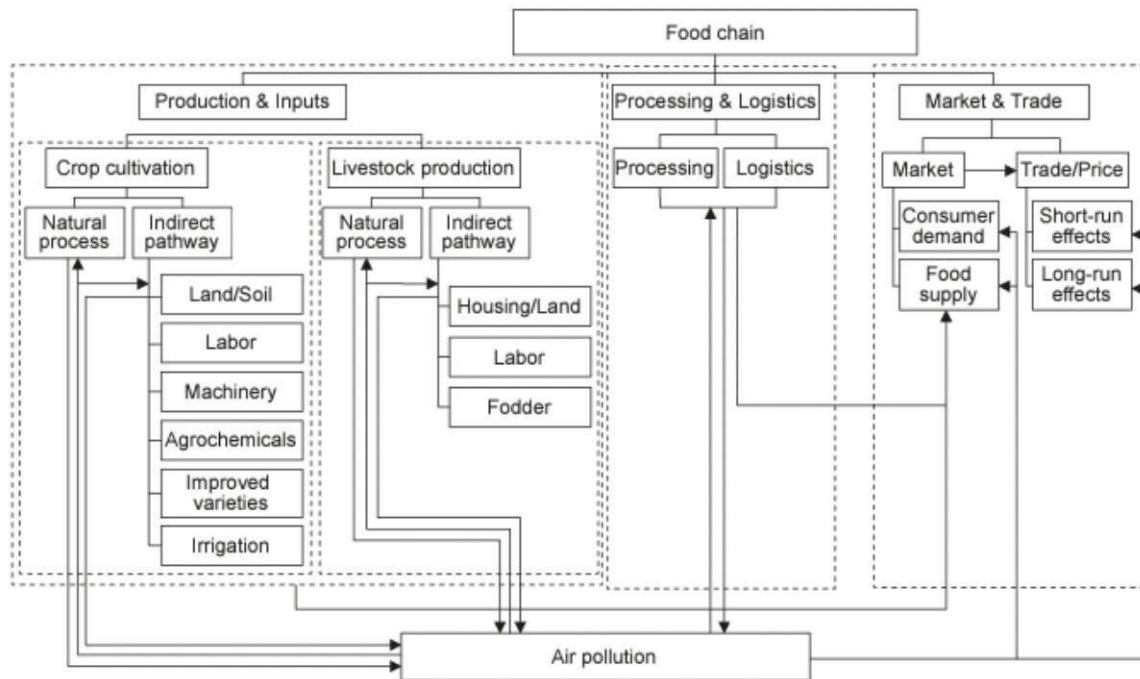 Food chain
Production & Inputs
Processing & Logistics
Market & Trade
Crop cultivation
Livestock production
Processing
Logistics
Market
Trade/Price
Natural
process
Indirect
pathway
Natural
process
Indirect
pathway
Consumer
demand
Short-run
effects
Land/Soil
Housing/Land
Food
supply
Long-run
effects
Labor
Labor
Machinery
Fodder
Agrochemicals
Improved
varieties
Irrigation
Air pollution